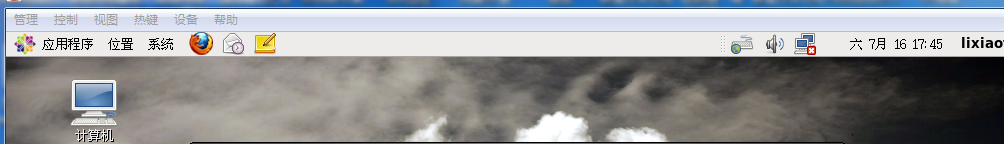 管理 控制 视图 热键 设备 帮助
应用程序 位置 系统 六 7月 16 17:45 lixiao
计算机